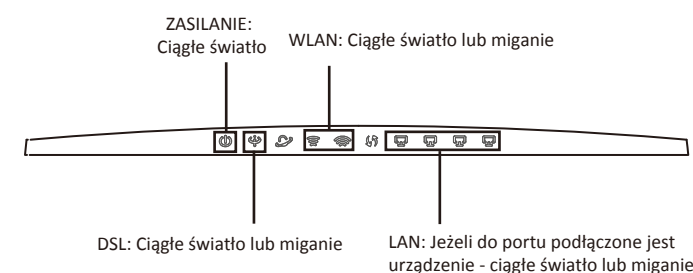 ZASILANIE:
Ciągłe światło
WLAN: Ciągłe światło lub miganie
DSL: Ciągłe światło lub miganie
LAN: Jeżeli do portu podłączone jest
urządzenie - ciągłe światło lub miganie